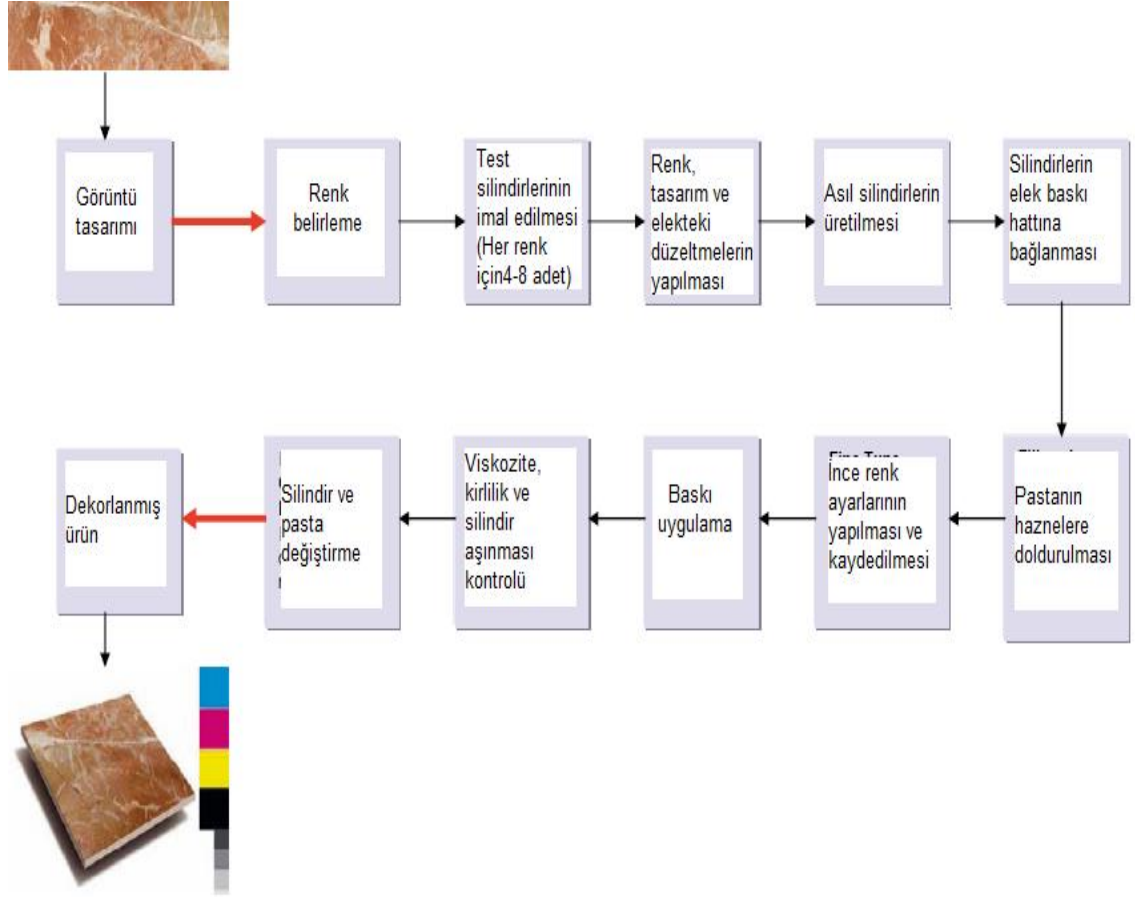 Görüntü
tasarımı
Renk
belirleme
Test
silindirlerinin
imal edilmesi
(Her renk
için4-8 adet)
Renk,
tasarım ve
elekteki
düzeltmelerin
yapılması
Asıl silindirlerin
üretilmesi
Silindirlerin
elek baskı
hattına
bağlanması
Pastanın
haznelere
doldurulması
İnce renk
ayarlarının
yapılması ve
kaydedilmesi
Baskı
uygulama
Viskozite,
kirlilik ve
silindir
aşınması
kontrolü
Silindir ve
pasta
değiştirme
Dekorlanmış
ürün